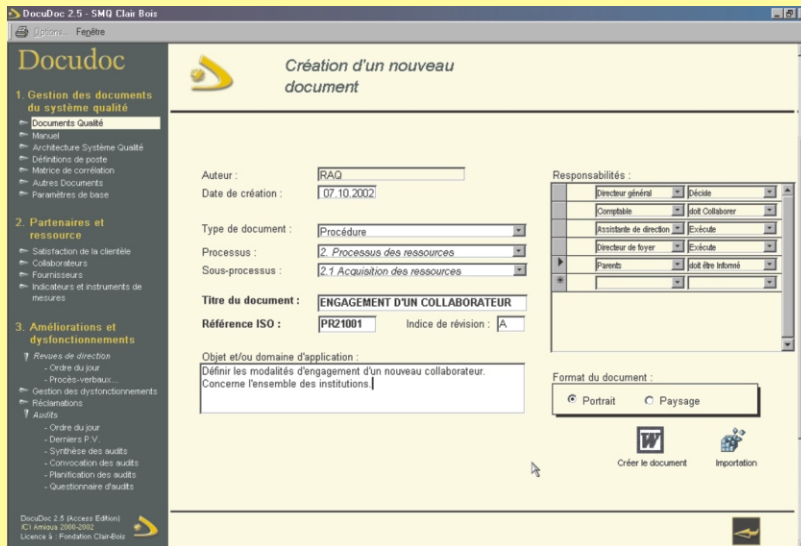 DocuDoc 2.5 - SMQ Clair Bois
Options... Fenêtre
Docudoc
1. Gestion des documents
du système qualité
Documents Qualité
Manuel
Architecture Système Qualité
Définitions de poste
Matrice de corrélation
Autres Documents
Paramètres de base
2. Partenaires et
ressource
Satisfaction de la clientèle
Collaborateurs
Fournisseurs
Indicateurs et instruments de
mesures
3. Améliorations et
dysfonctionnements
Revues de direction
- Ordre du jour
- Procès-verbaux...
Gestion des dysfonctionnements
Réclamations
Audits
- Ordre du jour
- Derniers P.V.
- Synthèse des audits
- Convocation des audits
- Planification des audits
- Questionnaire d'audits
DocuDoc 2.5 (Access Edition)
(C) 2000-2002
Licence à : Fondation Clair-Bois
Création d'un nouveau
document
Auteur : RAQ
Date de création : 07.10.2002
Type de document : Procédure
Processus : 2. Processus des ressources
Sous-processus : 2.1 Acquisition des ressources
Titre du document : ENGAGEMENT D'UN COLLABORATEUR
Référence ISO : PR21001 Indice de révision : A
Objet et/ou domaine d'application :
Définir les modalités d'engagement d'un nouveau collaborateur.
Concerne l'ensemble des institutions.
Responsabilités :
Directeur général Décide
Comptable doit Collaborer
Assistante de direction Exécute
Directeur de foyer Exécute
Parents doit être Informé
Format du document :
Portrait Paysage
Créer le document Importation